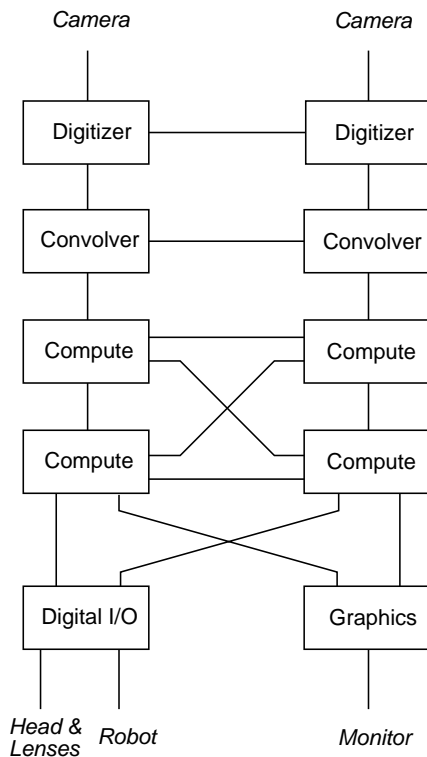 Camera
Camera
Digitizer
Digitizer
Convolver
Convolver
Compute
Compute
Compute
Compute
Digital I/O
Graphics
Head &
Lenses
Robot
Monitor